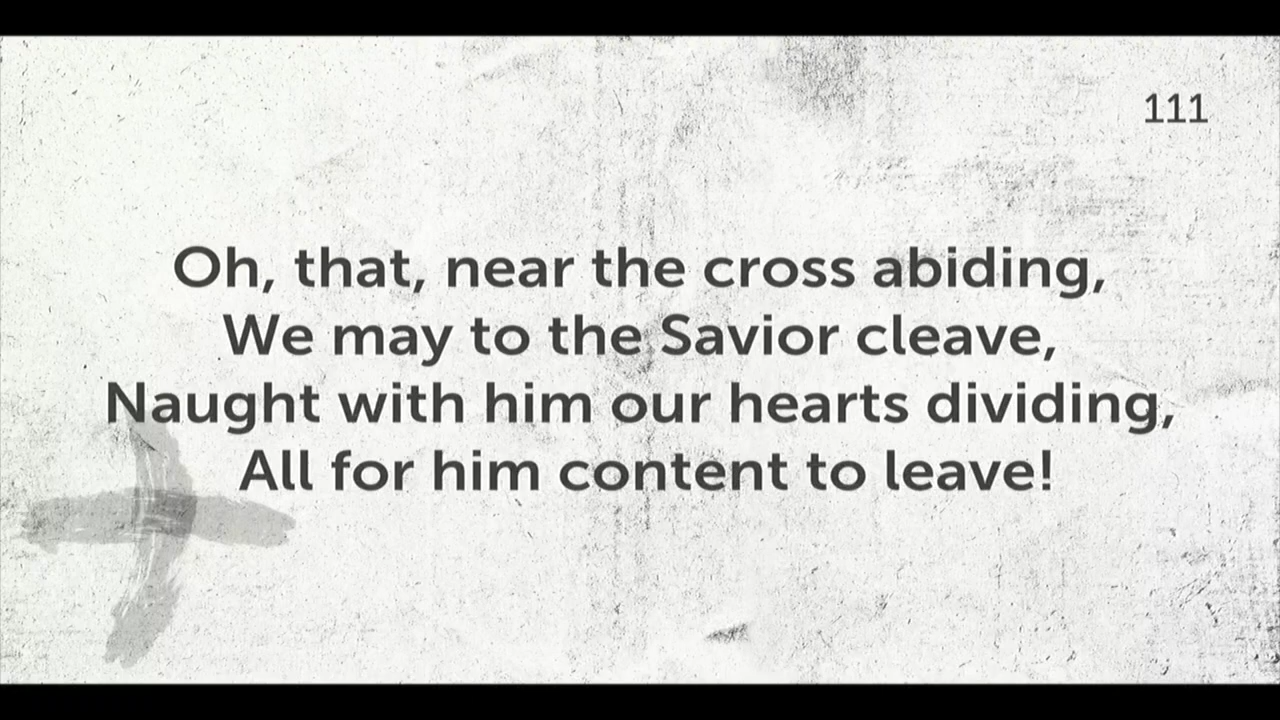 111
Oh, that, near the cross abiding,
We may to the Savior cleave,
Naught with him our hearts dividing,
All for him content to leave!